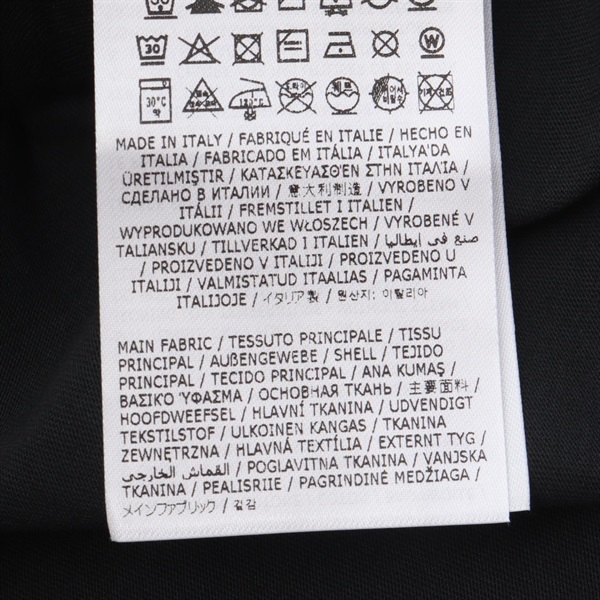 30
W
30°C
MADE IN ITALY / FABRIQUÉ EN ITALIE / HECHO EN
ITALIA / FABRICADO EM ITÁLIA / ITALYA'DA
ÜRETILMIŞTIR / ΚΑΤΑΣΚΕΥΑΣΘΈΝ ΣΤΗΝ ΙΤΑΛΊΑ /
СДЕЛАНО В ИТАЛИИ / 意大利制造 / VYROBENO V
ITÁLII / FREMSTILLET I ITALIEN /
WYPRODUKOWANO WE WŁOSZECH / VYROBENÉ V
TALIANSKU / TILLVERKAD I ITALIEN / صنع في إيطاليا
/ PROIZVEDENO V ITALIJI / PROIZVEDENO U
ITALIJI / VALMISTATUD ITAALIAS / PAGAMINTA
ITALIJOJE / イタリア製 / 원산지: 이탈리아
MAIN FABRIC / TESSUTO PRINCIPALE / TISSU
PRINCIPAL / AUßENGEWEBE / SHELL / TEJIDO
PRINCIPAL / TECIDO PRINCIPAL / ANA KUMAŞ /
ΒΑΣΙΚΌ ΎΦΑΣΜΑ / ОСНОВНАЯ ТКАНЬ / 主要面料 /
HOOFDWEEFSEL / HLAVNÍ TKANINA / UDVENDIGT
TEKSTILSTOF / ULKOINEN KANGAS / TKANINA
ZEWNĘTRZNA / HLAVNÁ TEXTÍLIA / EXTERNT TYG /
القماش الخارجي / POGLAVITNA TKANINA / VANJSKA
TKANINA / PEALISRIIE / PAGRINDINĖ MEDŽIAGA /
メインファブリック / 겉감